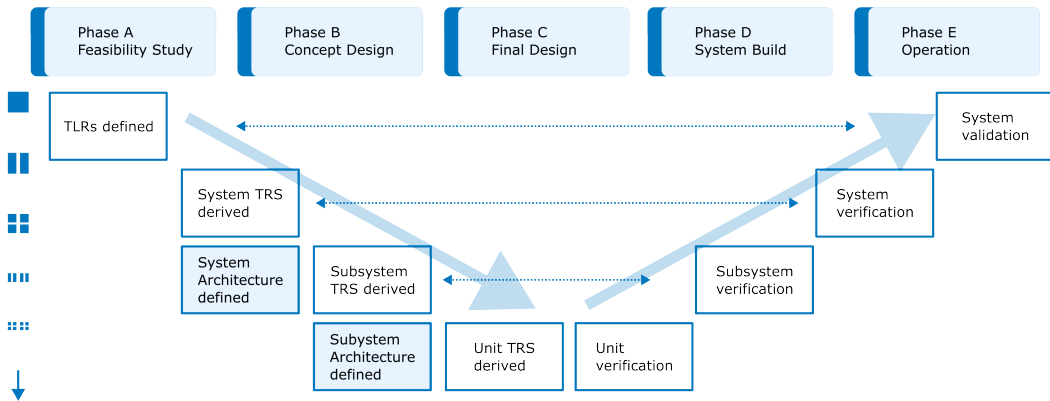 Phase A
Feasibility Study
Phase B
Concept Design
Phase C
Final Design
Phase D
System Build
Phase E
Operation
TLRs defined
System
validation
System TRS
derived
System
verification
System
Architecture
defined
Subsystem
TRS derived
Subsystem
verification
Subystem
Architecture
defined
Unit TRS
derived
Unit
verification